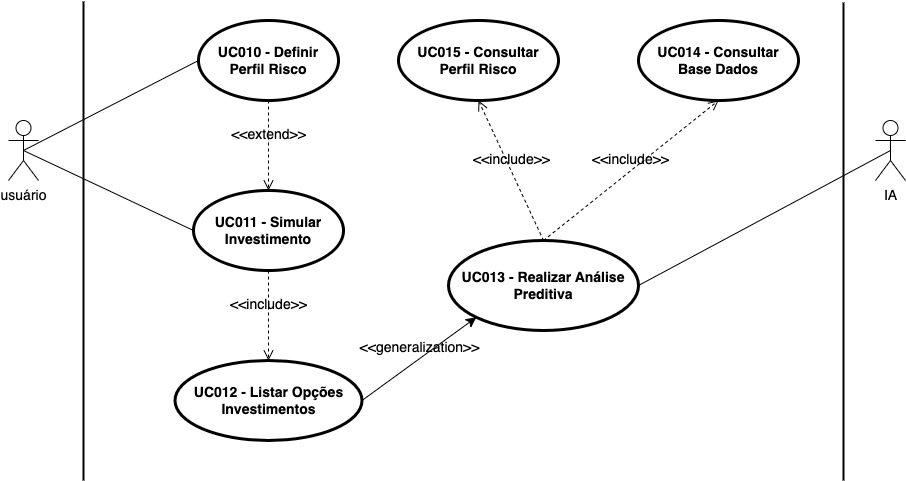 UC010 - Definir
Perfil Risco
UC015 - Consultar
Perfil Risco
UC014 - Consultar
Base Dados
<<extend>>
<<include>>
<<include>>
usuário
IA
UC011 - Simular
Investimento
UC013 - Realizar Análise
Preditiva
<<include>>
<<generalization>>
UC012 - Listar Opções
Investimentos